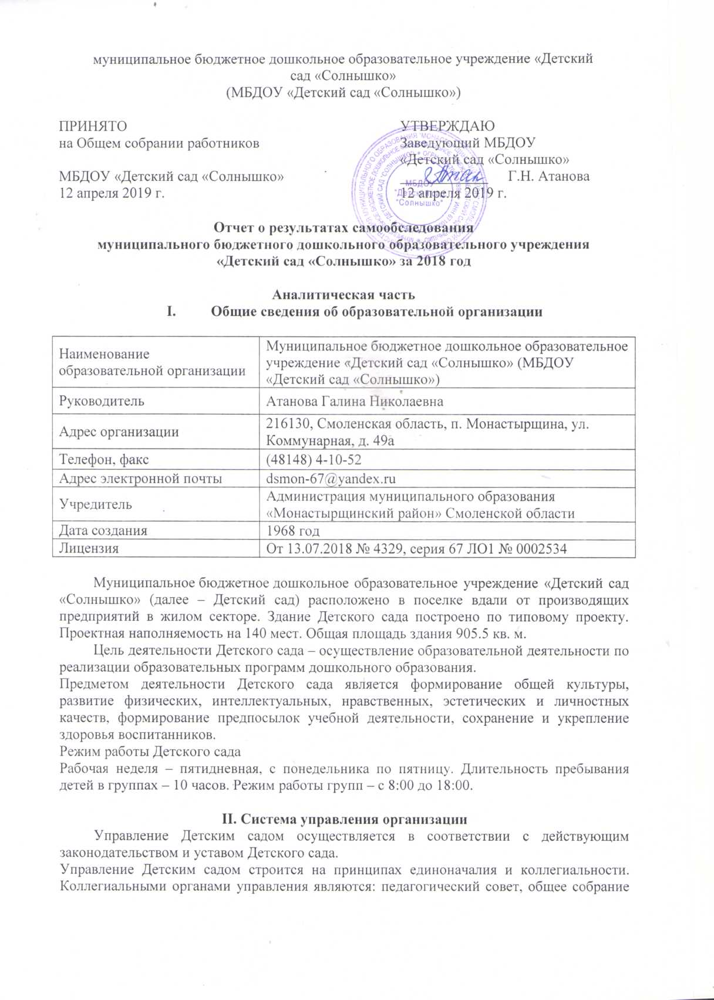 муниципальное бюджетное дошкольное образовательное учреждение «Детский
сад «Солнышко»
(МБДОУ «Детский сад «Солнышко»)
ПРИНЯТО
на Общем собрании работников
МБДОУ «Детский сад «Солнышко»
12 апреля 2019 г.
УТВЕРЖДАЮ
Заведующий МБДОУ
«Детский сад «Солнышко»
Г.Н. Атанова
12 апреля 2019 г.
МБДОУ
"Детский сад
"Солнышко"
Отчет о результатах самообследования
муниципального бюджетного дошкольного образовательного учреждения
«Детский сад «Солнышко» за 2018 год
Аналитическая часть
I. Общие сведения об образовательной организации
Наименование
образовательной организации
Муниципальное бюджетное дошкольное образовательное
учреждение «Детский сад «Солнышко» (МБДОУ
«Детский сад «Солнышко»)
Руководитель
Атанова Галина Николаевна
Адрес организации
216130, Смоленская область, п. Монастырщина, ул.
Коммунарная, д. 49а
Телефон, факс
(48148) 4-10-52
Адрес электронной почты
dsmon-67@yandex.ru
Учредитель
Администрация муниципального образования
«Монастырщинский район» Смоленской области
Дата создания
1968 год
Лицензия
От 13.07.2018 № 4329, серия 67 ЛО1 № 0002534
Муниципальное бюджетное дошкольное образовательное учреждение «Детский сад
«Солнышко» (далее – Детский сад) расположено в поселке вдали от производящих
предприятий в жилом секторе. Здание Детского сада построено по типовому проекту.
Проектная наполняемость на 140 мест. Общая площадь здания 905.5 кв. м.
Цель деятельности Детского сада – осуществление образовательной деятельности по
реализации образовательных программ дошкольного образования.
Предметом деятельности Детского сада является формирование общей культуры,
развитие физических, интеллектуальных, нравственных, эстетических и личностных
качеств, формирование предпосылок учебной деятельности, сохранение и укрепление
здоровья воспитанников.
Режим работы Детского сада
Рабочая неделя – пятидневная, с понедельника по пятницу. Длительность пребывания
детей в группах – 10 часов. Режим работы групп – с 8:00 до 18:00.
II. Система управления организации
Управление Детским садом осуществляется в соответствии с действующим
законодательством и уставом Детского сада.
Управление Детским садом строится на принципах единоначалия и коллегиальности.
Коллегиальными органами управления являются: педагогический совет, общее собрание